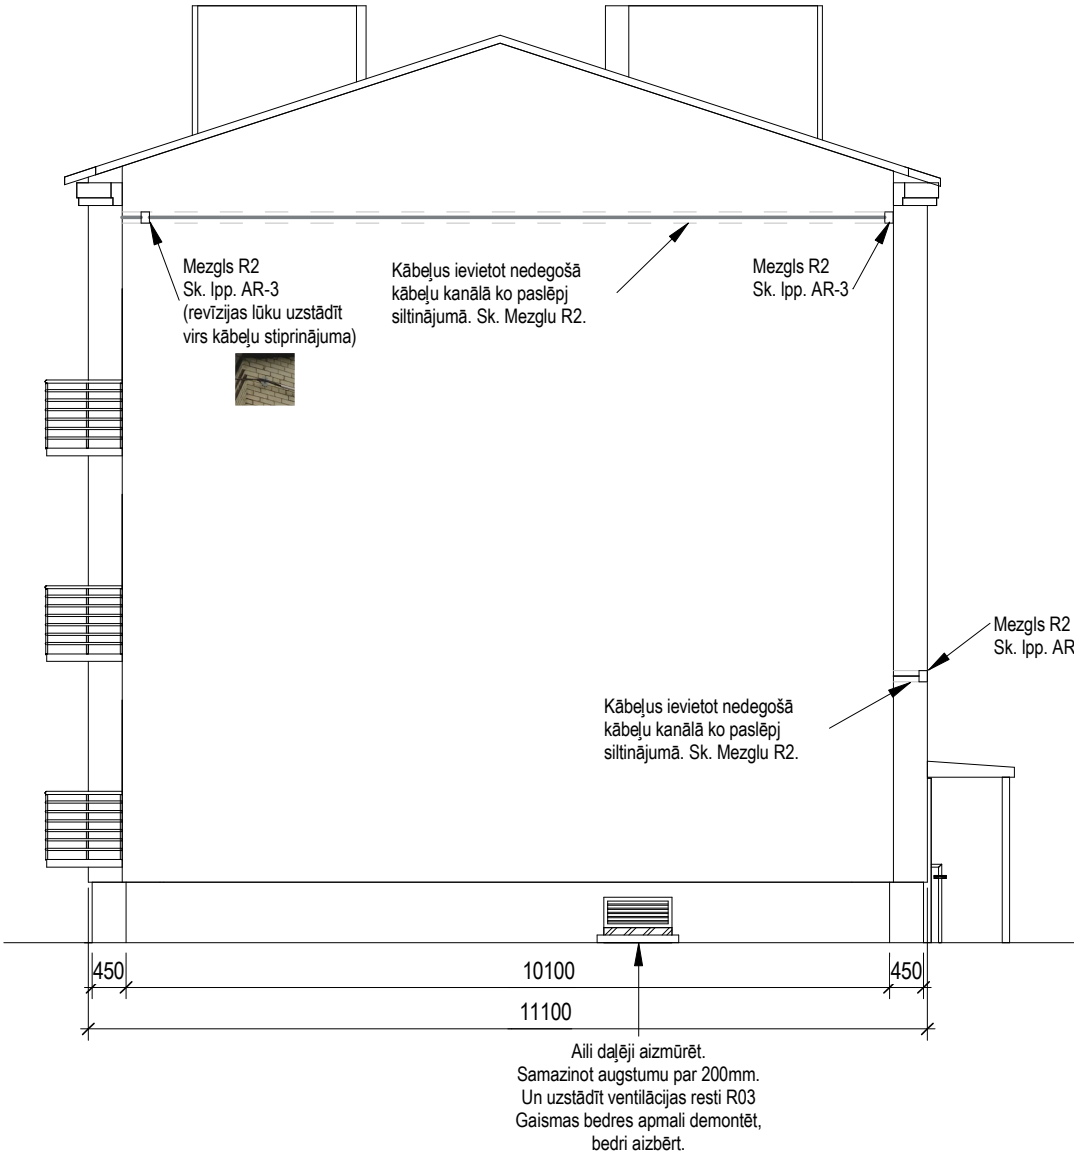 Mezgls R2
Sk. lpp. AR-3
(revīzijas lūku uzstādīt
virs kābeļu stiprinājuma)
Kābeļus ievietot nedegošā
kābeļu kanālā ko paslēpj
siltinājumā. Sk. Mezglu R2.
Mezgls R2
Sk. lpp. AR-3
Mezgls R2
Sk. lpp. AR
Kābeļus ievietot nedegošā
kābeļu kanālā ko paslēpj
siltinājumā. Sk. Mezglu R2.
450
10100
450
11100
Aili daļēji aizmūrēt.
Samazinot augstumu par 200mm.
Un uzstādīt ventilācijas resti R03
Gaismas bedres apmali demontēt,
bedri aizbērt.